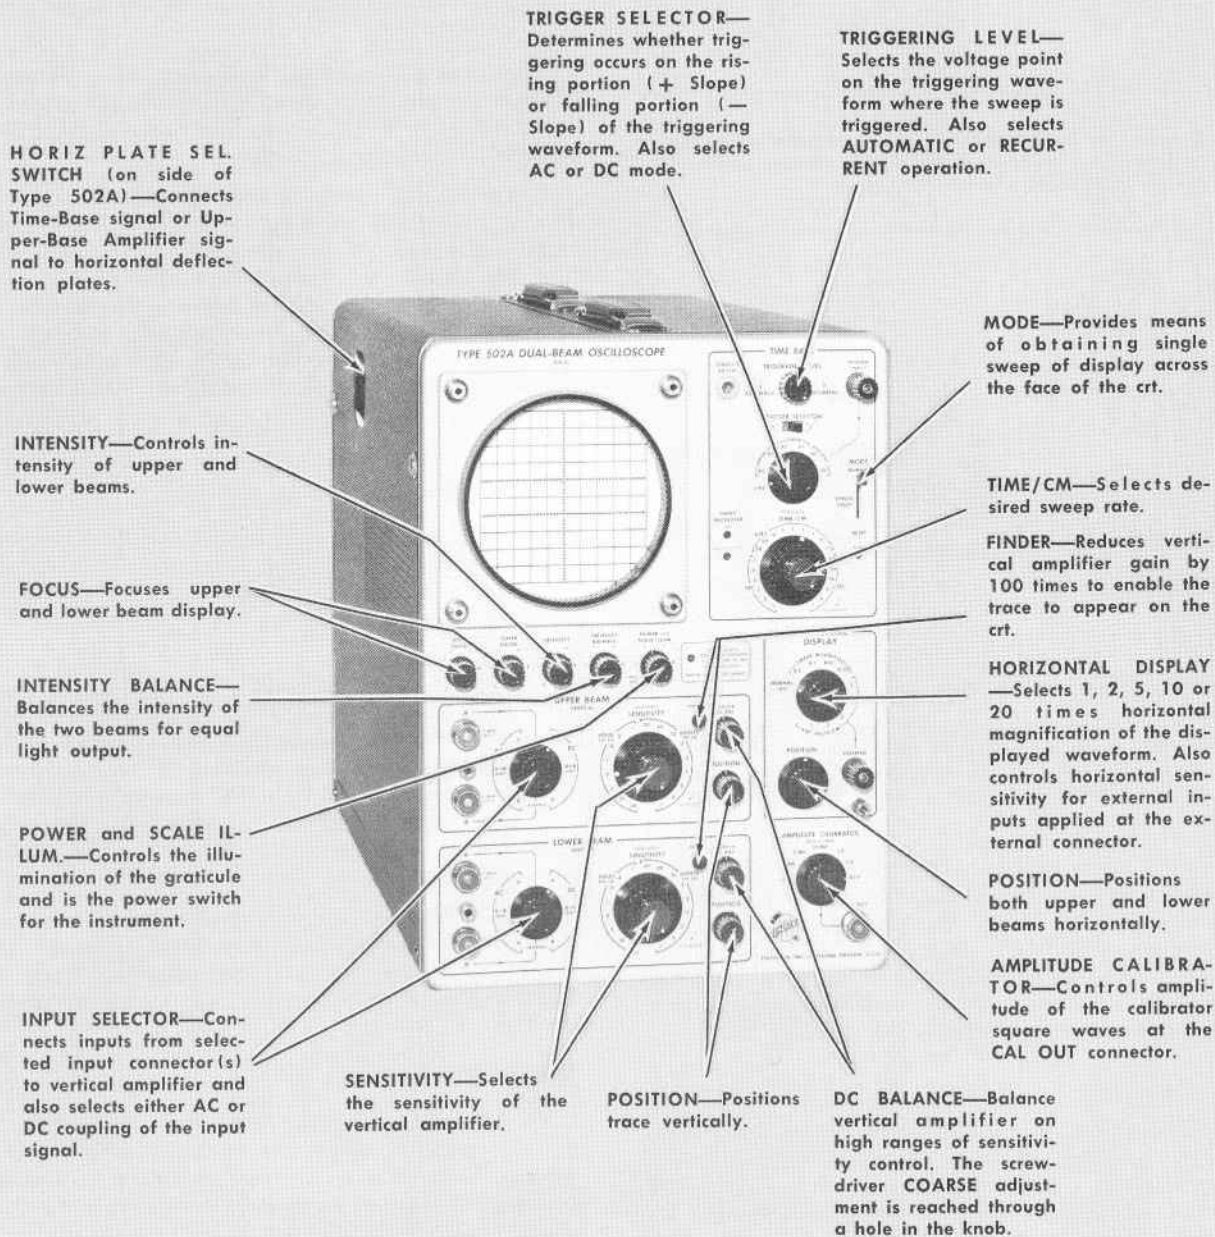 TRIGGER SELECTOR—
Determines whether trig-
gering occurs on the ris-
ing portion (+ Slope)
or falling portion (—
Slope) of the triggering
waveform. Also selects
AC or DC mode.
TRIGGERING LEVEL—
Selects the voltage point
on the triggering wave-
form where the sweep is
triggered. Also selects
AUTOMATIC or RECUR-
RENT operation.
HORIZ PLATE SEL.
SWITCH (on side of
Type 502A)—Connects
Time-Base signal or Up-
per-Base Amplifier sig-
nal to horizontal deflec-
tion plates.
INTENSITY—Controls in-
tensity of upper and
lower beams.
FOCUS—Focuses upper
and lower beam display.
INTENSITY BALANCE—
Balances the intensity of
the two beams for equal
light output.
POWER and SCALE IL-
LUM.—Controls the illu-
mination of the graticule
and is the power switch
for the instrument.
INPUT SELECTOR—Con-
nects inputs from selec-
ted input connector(s)
to vertical amplifier and
also selects either AC or
DC coupling of the input
signal.
TYPE 502A DUAL-BEAM OSCILLOSCOPE
TRIGGERING LEVEL
MODE
TIME/CM
DISPLAY
UPPER BEAM
SENSITIVITY
POSITION
POSITION
LOWER BEAM
SENSITIVITY
POSITION
AMPLITUDE CALIBRATOR
MODE—Provides means
of obtaining single
sweep of display across
the face of the crt.
TIME/CM—Selects de-
sired sweep rate.
FINDER—Reduces verti-
cal amplifier gain by
100 times to enable the
trace to appear on the
crt.
HORIZONTAL DISPLAY
—Selects 1, 2, 5, 10 or
20 times horizontal
magnification of the dis-
played waveform. Also
controls horizontal sen-
sitivity for external in-
puts applied at the ex-
ternal connector.
POSITION—Positions
both upper and lower
beams horizontally.
AMPLITUDE CALIBRA-
TOR—Controls ampli-
tude of the calibrator
square waves at the
CAL OUT connector.
SENSITIVITY—Selects
the sensitivity of the
vertical amplifier.
POSITION—Positions
trace vertically.
DC BALANCE—Balance
vertical amplifier on
high ranges of sensitivi-
ty control. The screw-
driver COARSE adjust-
ment is reached through
a hole in the knob.